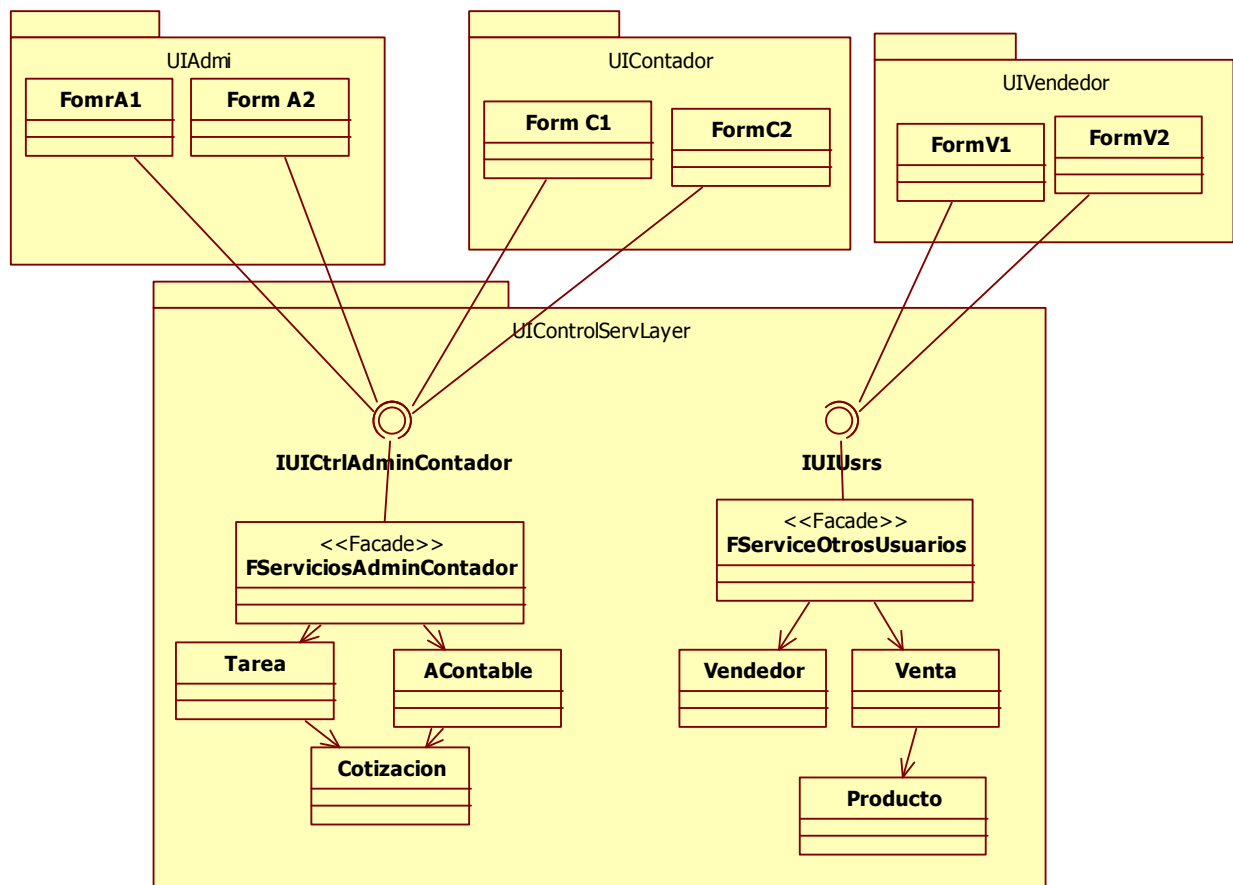 UIAdmi
FomrA1
Form A2
UIContador
Form C1
FormC2
UIVendedor
FormV1
FormV2
UIControlServLayer
IUICtrlAdminContador
IUIUsrs
<<Facade>>
FServiciosAdminContador
<<Facade>>
FServiceOtrosUsuarios
Tarea
AContable
Vendedor
Venta
Cotizacion
Producto